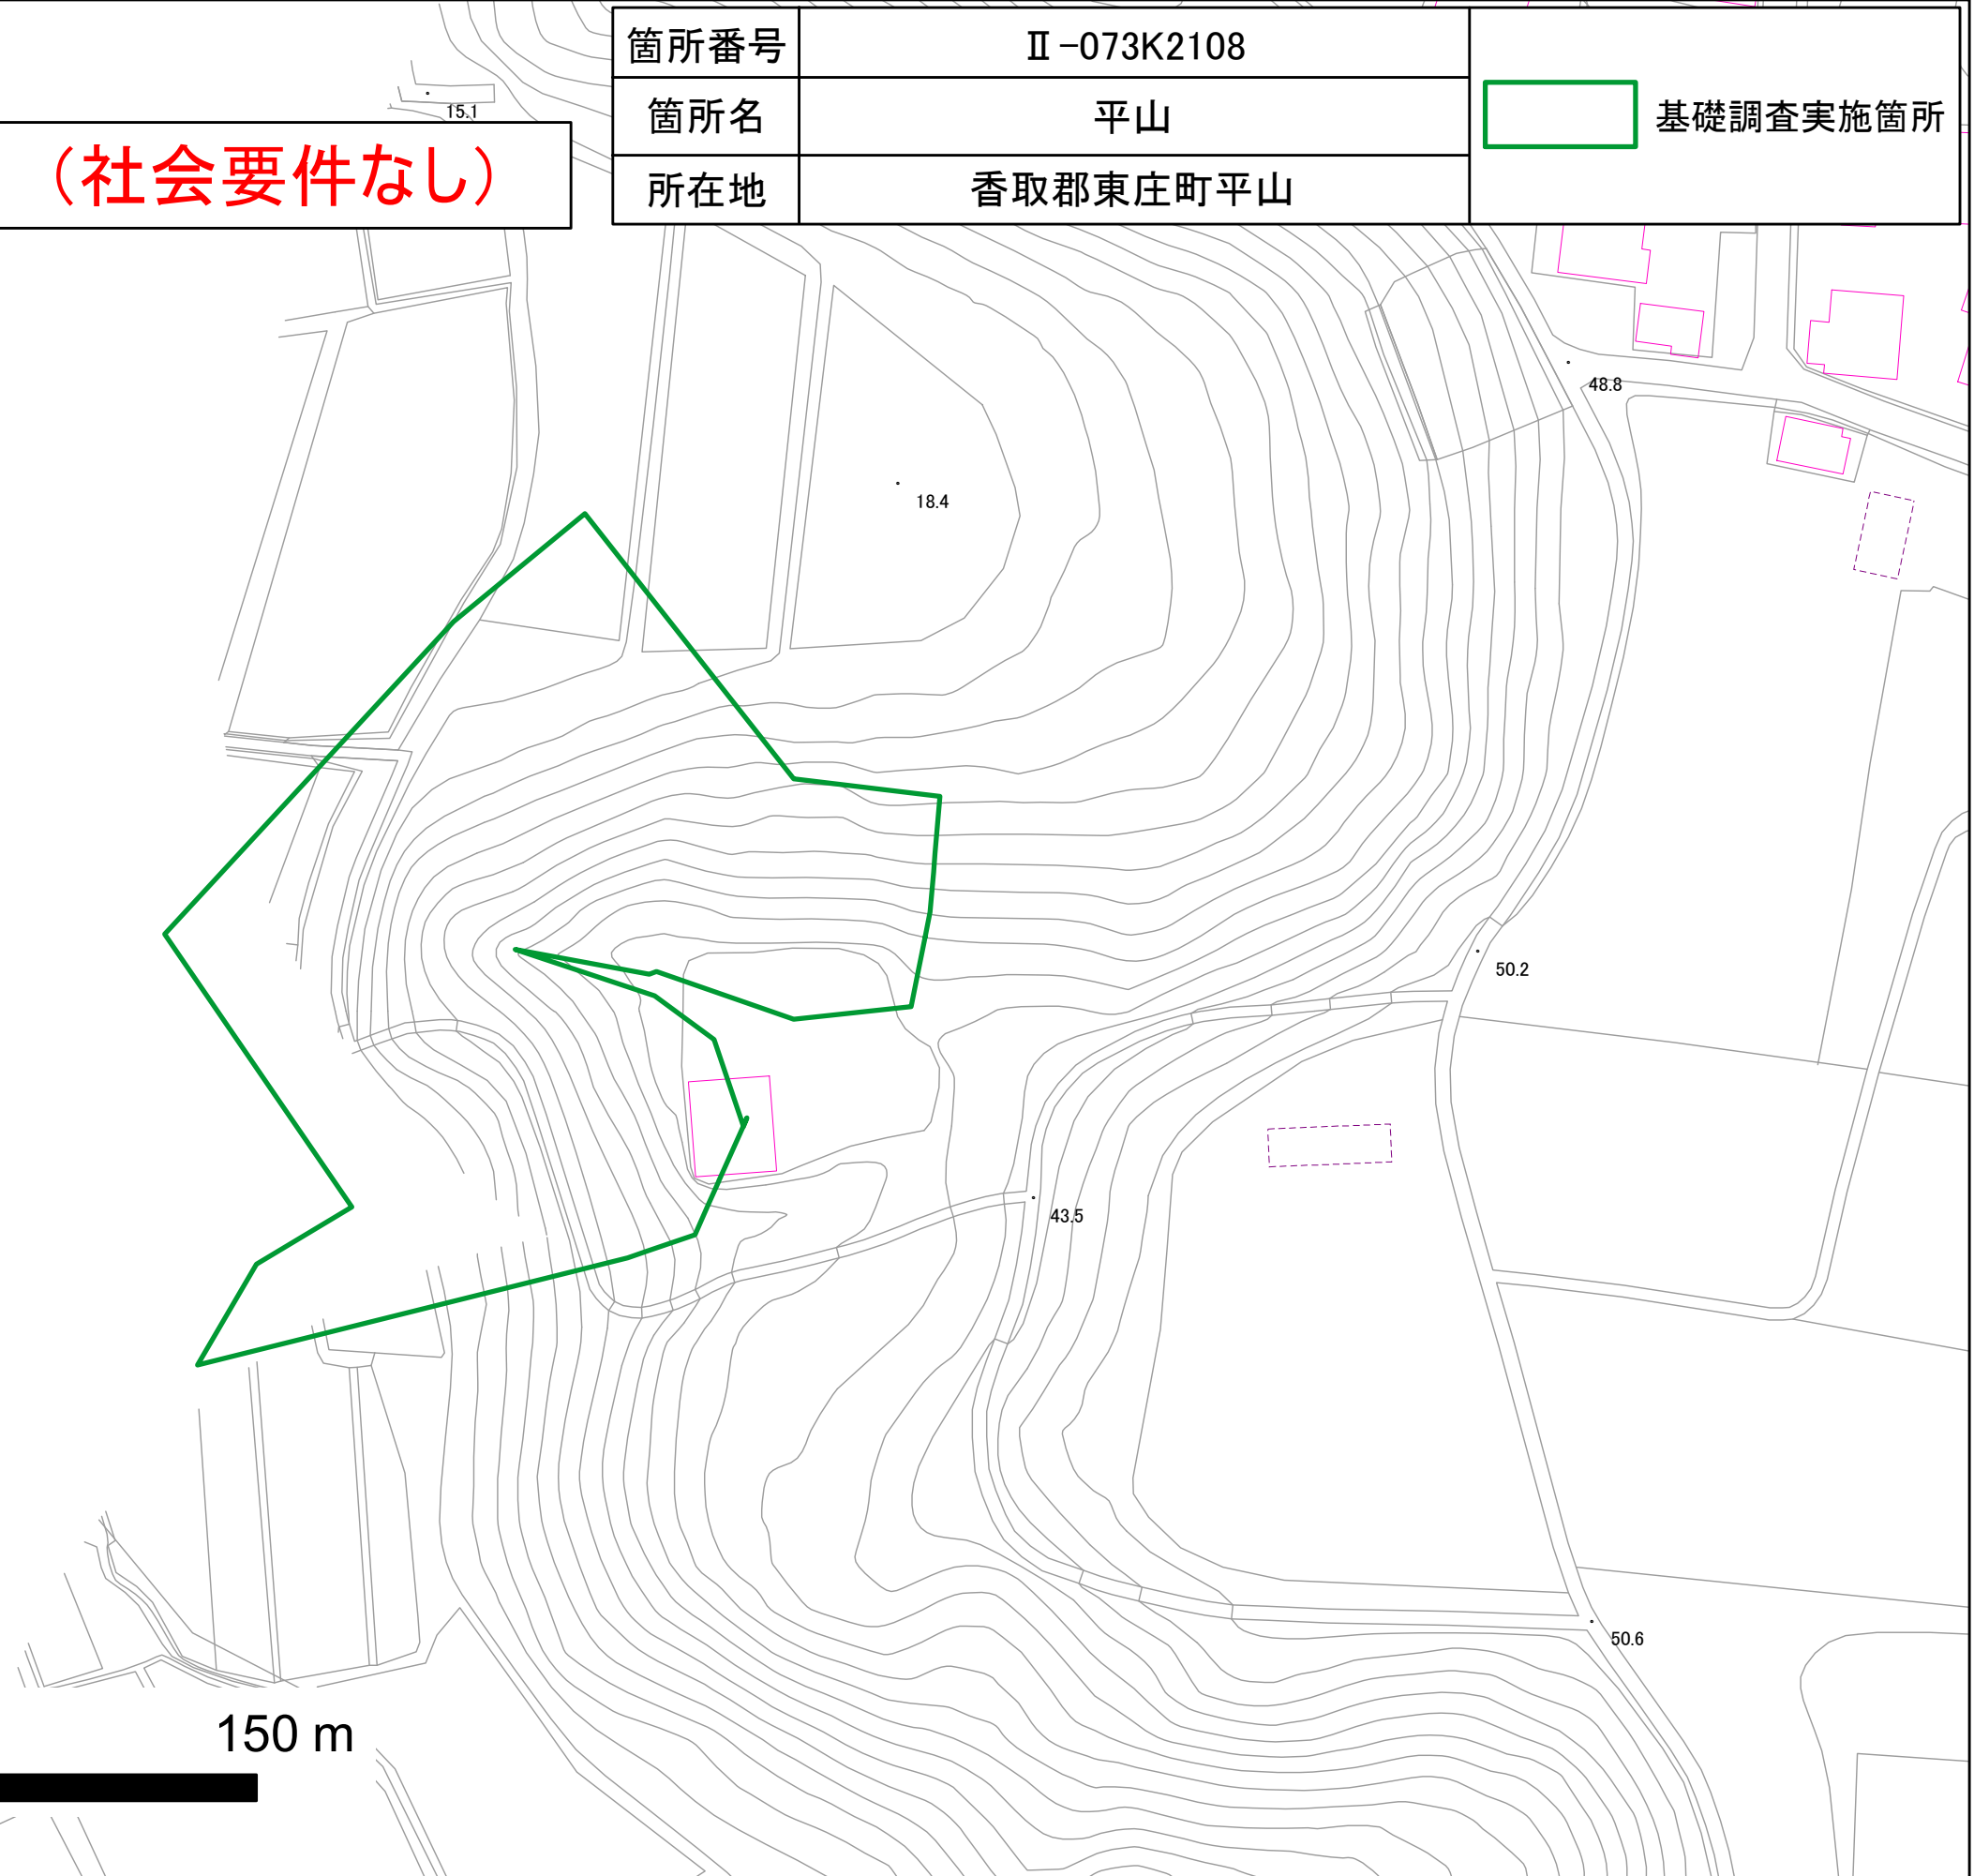 箇所番号 Ⅱ-073K2108
箇所名 平山
所在地 香取郡東庄町平山
基礎調査実施箇所
(社会要件なし)
15.1
48.8
18.4
50.2
43.5
50.6
150 m